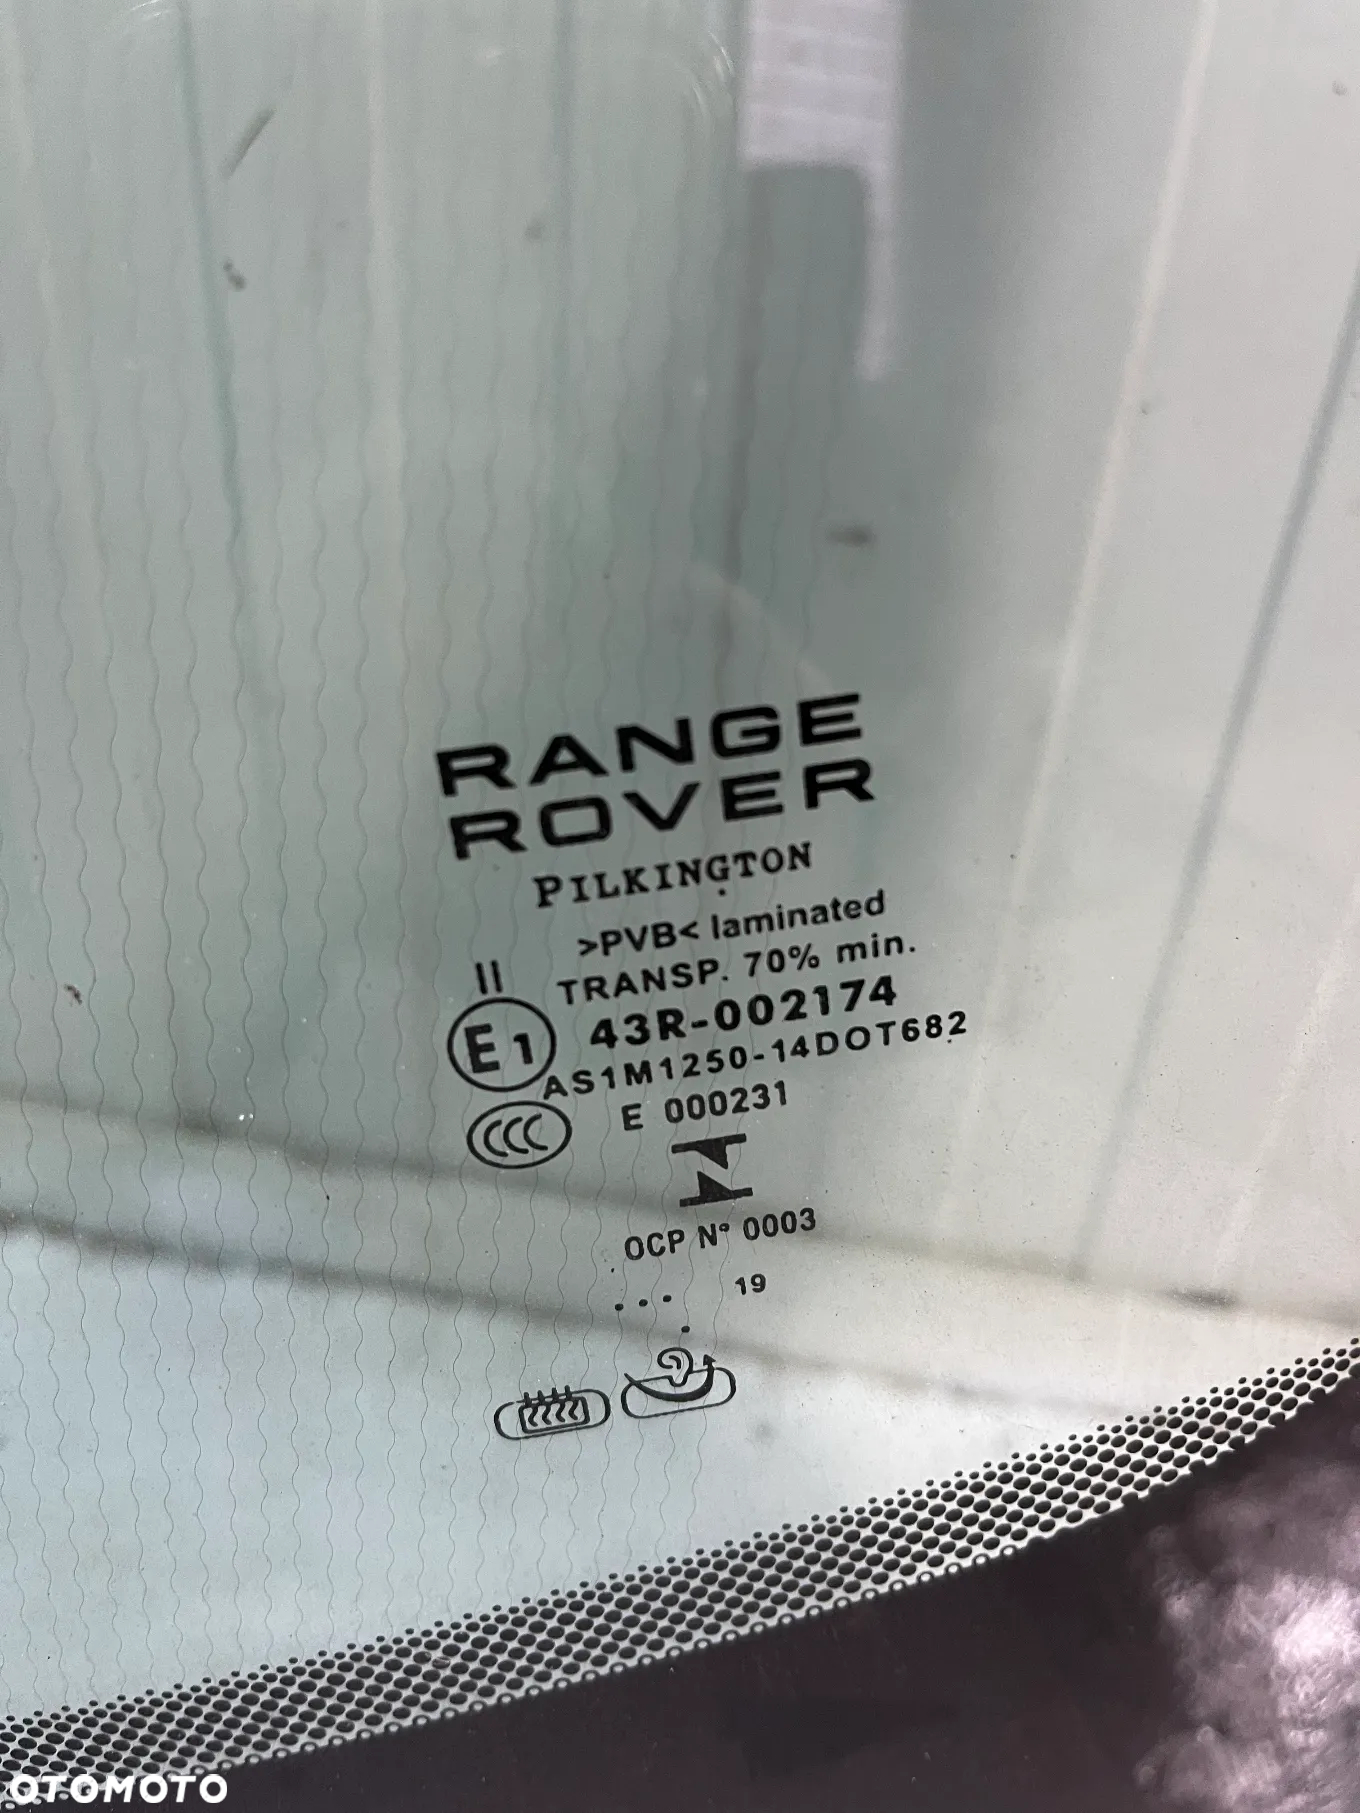 RANGE
ROVER
PILKINGTON
>PVB< laminated
II
TRANSP. 70% min.
E1
43R-002174
AS1M1250-14DOT682
CCC
E 000231
OCP N° 0003
... 19
OTOMOTO